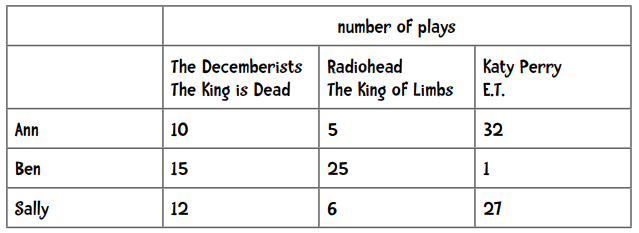 number of plays
The Decemberists Radiohead Katy Perry
The King is Dead The King of Limbs E.T.
Ann 10 5 32
Ben 15 25 1
Sally 12 6 27